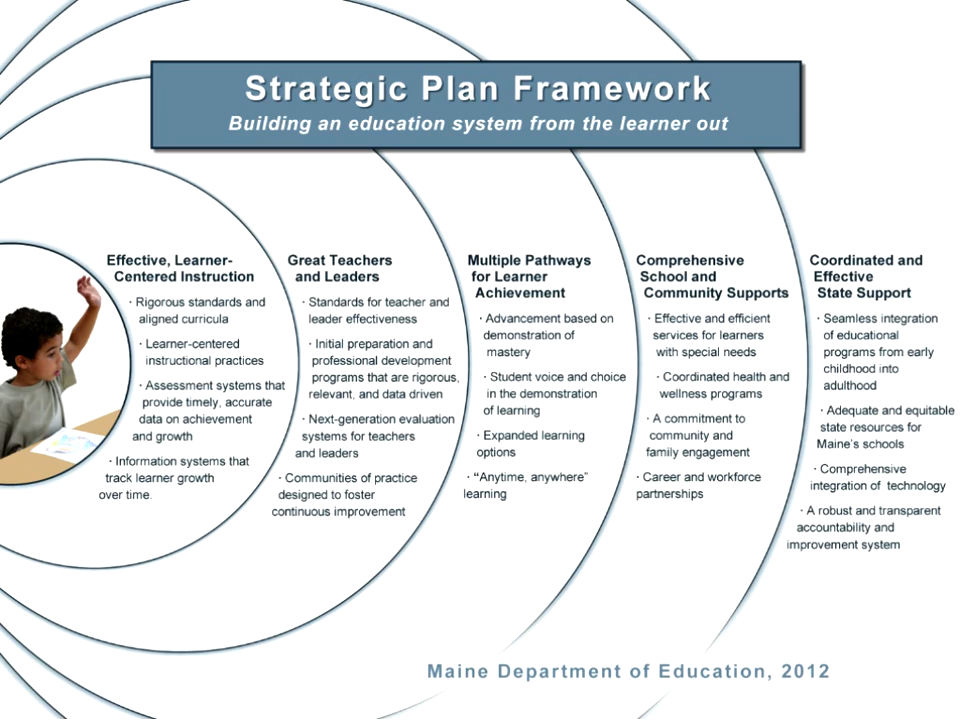 Strategic Plan Framework
Building an education system from the learner out
Effective, Learner-
Centered Instruction
· Rigorous standards and
aligned curricula
· Learner-centered
instructional practices
· Assessment systems that
provide timely, accurate
data on achievement
and growth
· Information systems that
track learner growth
over time.
Great Teachers
and Leaders
· Standards for teacher and
leader effectiveness
· Initial preparation and
professional development
programs that are rigorous,
relevant, and data driven
· Next-generation evaluation
systems for teachers
and leaders
· Communities of practice
designed to foster
continuous improvement
Multiple Pathways
for Learner
Achievement
· Advancement based on
demonstration of
mastery
· Student voice and choice
in the demonstration
of learning
· Expanded learning
options
· “Anytime, anywhere”
learning
Comprehensive
School and
Community Supports
· Effective and efficient
services for learners
with special needs
· Coordinated health and
wellness programs
· A commitment to
community and
family engagement
· Career and workforce
partnerships
Coordinated and
Effective
State Support
· Seamless integration
of educational
programs from early
childhood into
adulthood
· Adequate and equitable
state resources for
Maine’s schools
· Comprehensive
integration of technology
· A robust and transparent
accountability and
improvement system
Maine Department of Education, 2012